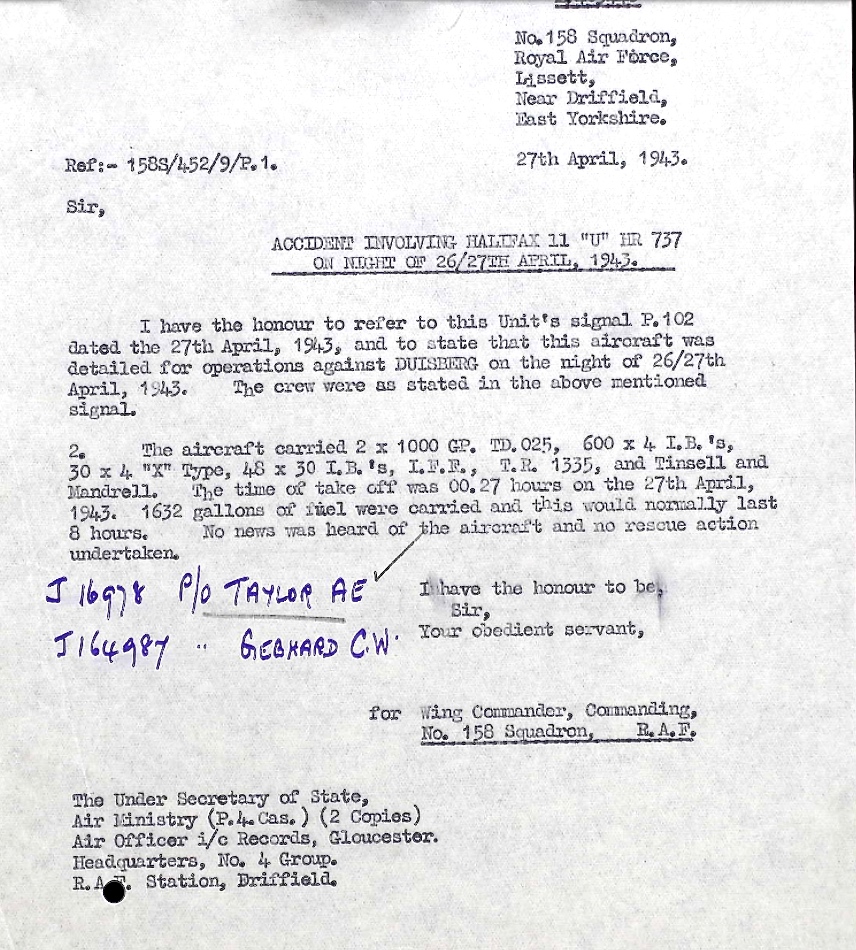 No.158 Squadron,
Royal Air Force,
Lissett,
Near Driffield,
East Yorkshire.
27th April, 1943.
Ref:- 158S/452/9/P.1.
Sir,
ACCIDENT INVOLVING HALIFAX 11 "U" HR 737
ON NIGHT OF 26/27TH APRIL, 1943.
I have the honour to refer to this Unit's signal P.102
dated the 27th April, 1943, and to state that this aircraft was
detailed for operations against DUISBERG on the night of 26/27th
April, 1943. The crew were as stated in the above mentioned
signal.
2. The aircraft carried 2 x 1000 GP. TD.025, 600 x 4 I.B.'s,
30 x 4 "X" Type, 48 x 30 I.B.'s, I.F.F., T.R. 1335, and Tinsell and
Mandrell. The time of take off was 00.27 hours on the 27th April,
1943. 1632 gallons of fuel were carried and this would normally last
8 hours. No news was heard of the aircraft and no rescue action
undertaken.
J 16978 P/O TAYLOR AE
J164987 " GEBHARD C.W.
I have the honour to be,
Sir,
Your obedient servant,
for Wing Commander, Commanding,
No. 158 Squadron, R.A.F.
The Under Secretary of State,
Air Ministry (P.4.Cas.) (2 Copies)
Air Officer i/c Records, Gloucester.
Headquarters, No. 4 Group.
R.A.F. Station, Driffield.